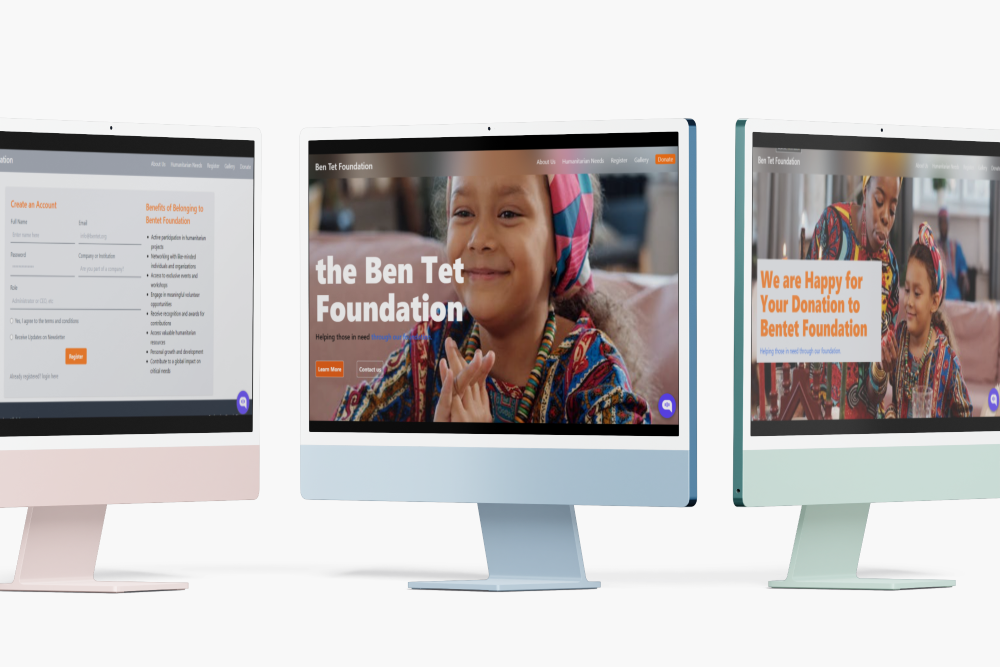 ation
About Us Humanitarian Needs Register Gallery Donate
Create an Account
Full Name Email
Enter name here info@bentet.org
Password Company or Institution
Are you part of a company?
Role
Administrator or CEO, etc
Yes, I agree to the terms and conditions
Receive Updates on Newsletter
Register
Already registered? login here
Benefits of Belonging to
Bentet Foundation
Active participation in humanitarian
projects
Networking with like-minded
individuals and organizations
Access to exclusive events and
workshops
Engage in meaningful volunteer
opportunities
Receive recognition and awards for
contributions
Access valuable humanitarian
resources
Personal growth and development
Contribute to a global impact on
critical needs
Ben Tet Foundation
About Us Humanitarian Needs Register Gallery Donate
the Ben Tet
Foundation
Helping those in need through our
Learn More Contact us
Ben Tet Foundation
We are Happy for
Your Donation to
Bentet Foundation
Helping those in need through our foundation.